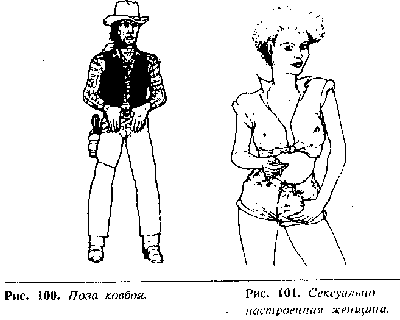 Рис. 100. Поза ковбоя.
Рис. 101. Сексуально
настроенная женщина.